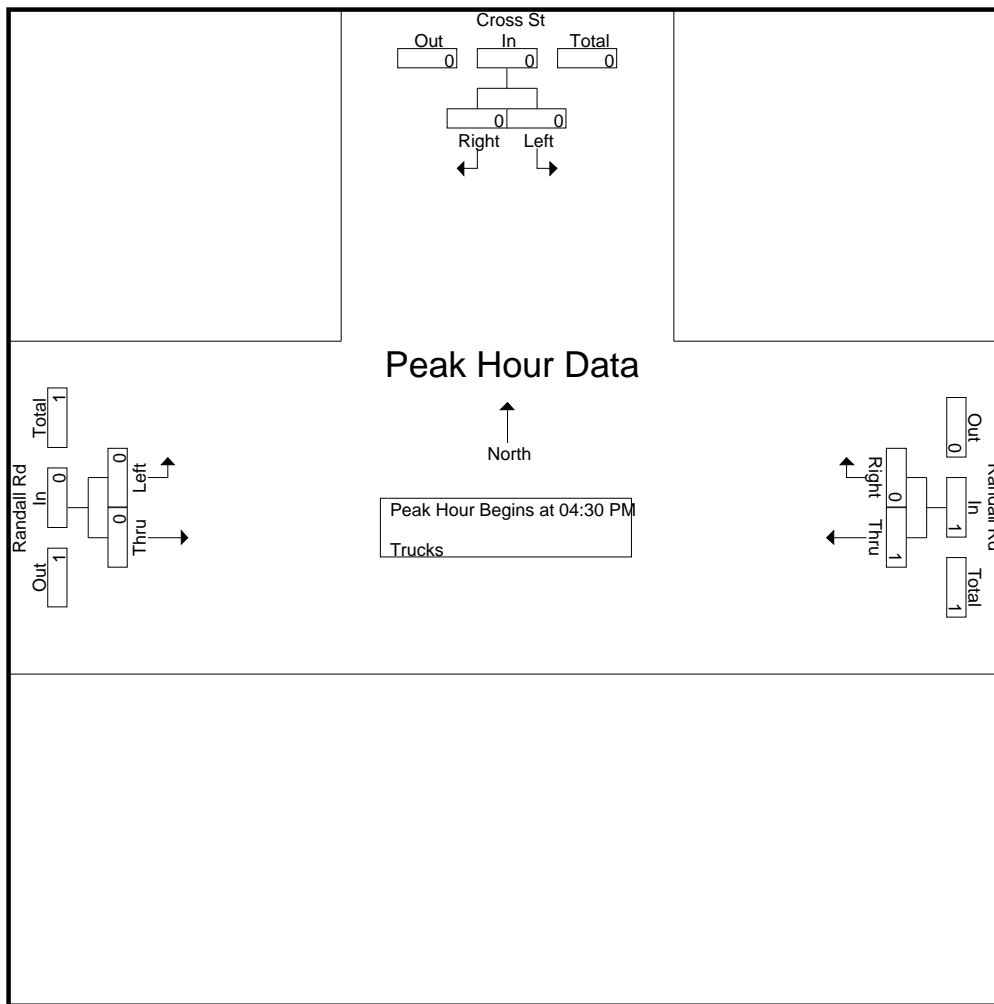 Cross St
Out In Total
0 0 0
0 0
Right Left
Peak Hour Data
North
Peak Hour Begins at 04:30 PM
Trucks
Randall Rd
Out In Total
1 0 1
Thru Left
0 0
Randall Rd
Out In Total
0 1 1
Right Thru
0 1